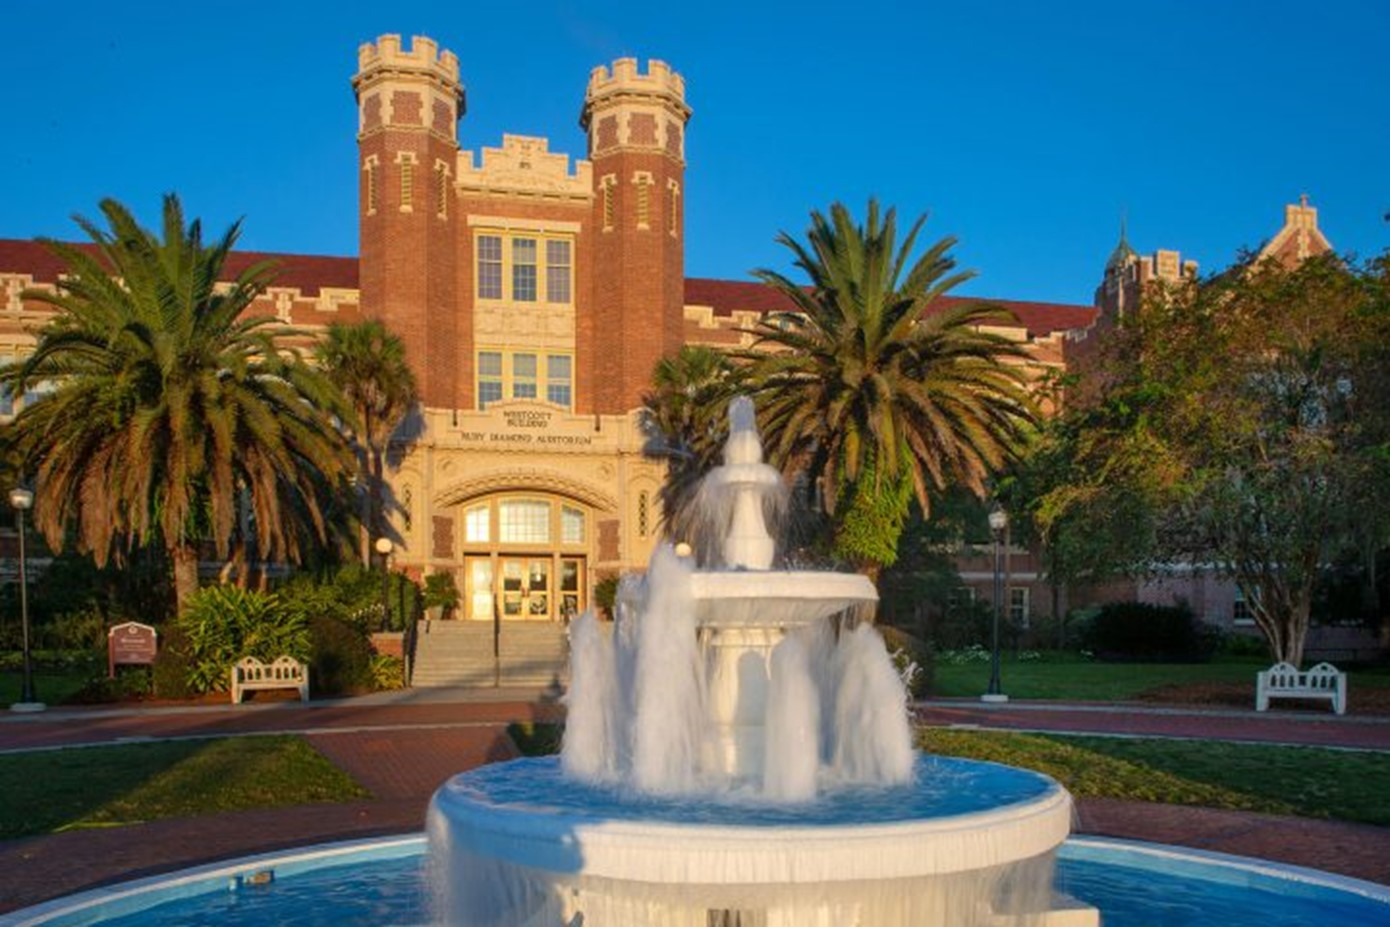 WESTCOTT
BUILDING
RUBY DIAMOND AUDITORIUM